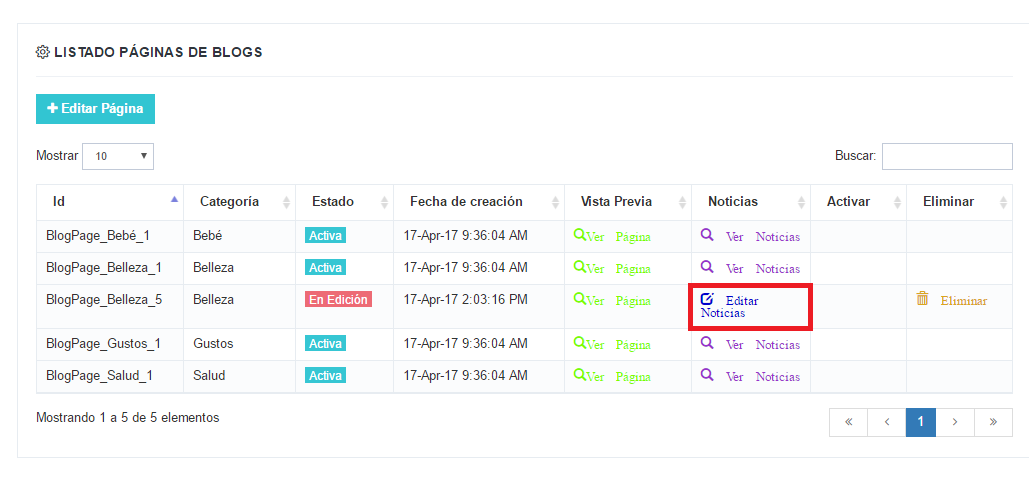 LISTADO PÁGINAS DE BLOGS
+ Editar Página
Mostrar 10 Buscar:
Id Categoría Estado Fecha de creación Vista Previa Noticias Activar Eliminar
BlogPage_Bebé_1 Bebé Activa 17-Apr-17 9:36:04 AM Ver Página Ver Noticias
BlogPage_Belleza_1 Belleza Activa 17-Apr-17 9:36:04 AM Ver Página Ver Noticias
BlogPage_Belleza_5 Belleza En Edición 17-Apr-17 2:03:16 PM Ver Página Editar Eliminar
Noticias
BlogPage_Gustos_1 Gustos Activa 17-Apr-17 9:36:04 AM Ver Página Ver Noticias
BlogPage_Salud_1 Salud Activa 17-Apr-17 9:36:04 AM Ver Página Ver Noticias
Mostrando 1 a 5 de 5 elementos « ‹ 1 › »